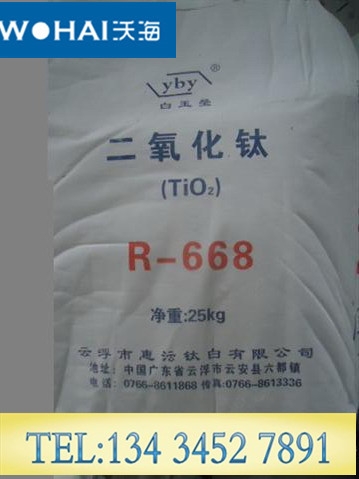 WOHAI沃海
yby®
白玉莹
二氧化钛
(TiO₂)
R-668
净重:25kg
云浮市惠沄钛白有限公司
地址: 中国广东省云浮市云安县六都镇
电话: 0766-8611868 传真:0766-8613336
TEL:134 3452 7891